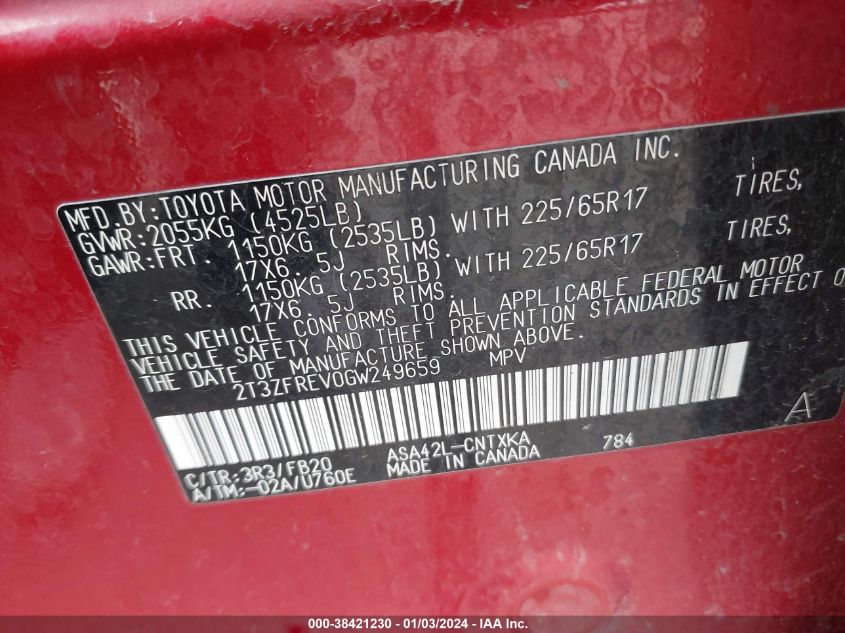 MFD.BY:TOYOTA MOTOR MANUFACTURING CANADA INC.
GVWR:2055KG (4525LB)
GAWR:FRT. 1150KG (2535LB) WITH 225/65R17 TIRES,
17X6.5J RIMS.
RR. 1150KG (2535LB) WITH 225/65R17 TIRES,
17X6.5J RIMS.
THIS VEHICLE CONFORMS TO ALL APPLICABLE FEDERAL MOTOR
VEHICLE SAFETY AND THEFT PREVENTION STANDARDS IN EFFECT O
THE DATE OF MANUFACTURE SHOWN ABOVE.
2T3ZFREV0GW249659 MPV
A
ASA42L-CNTXKA 784
C/TR:3R3/FB20 MADE IN CANADA
A/TM:-02A/U760E
000-38421230 - 01/03/2024 - IAA Inc.